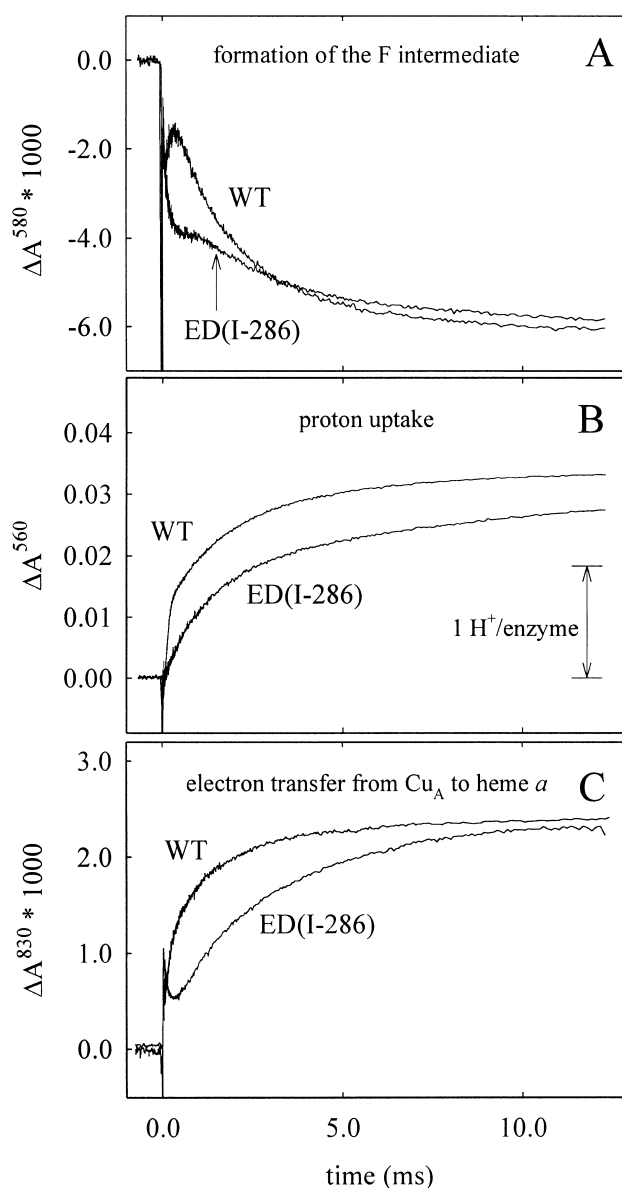 formation of the F intermediate
A
0.0
-2.0
-4.0
-6.0
ΔA⁵⁸⁰ * 1000
WT
ED(I-286)
proton uptake
B
0.04
0.03
0.02
0.01
0.00
ΔA⁵⁶⁰
WT
ED(I-286)
1 H⁺/enzyme
electron transfer from Cu_A to heme a
C
3.0
2.0
1.0
0.0
ΔA⁸³⁰ * 1000
WT
ED(I-286)
0.0 5.0 10.0
time (ms)